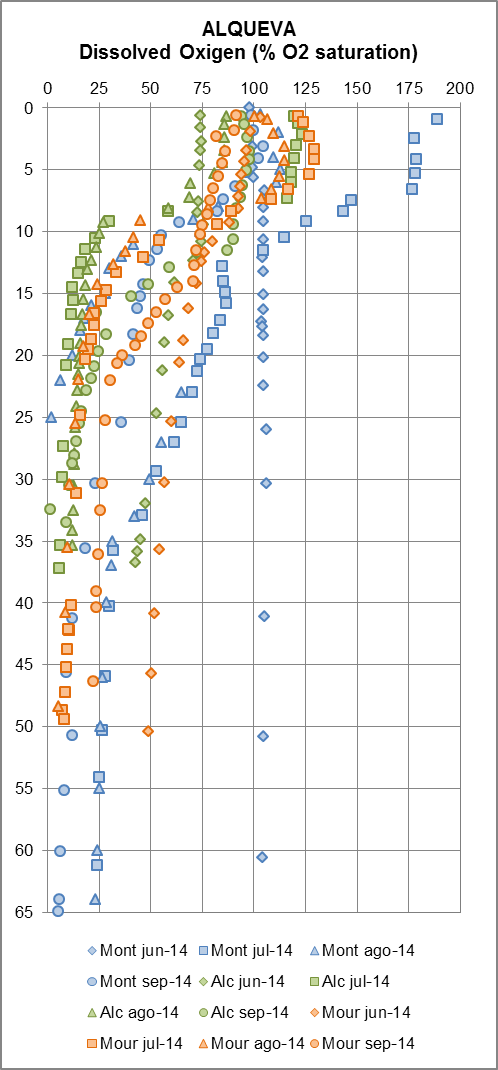 ALQUEVA
Dissolved Oxigen (% O2 saturation)
0 25 50 75 100 125 150 175 200
0
5
10
15
20
25
30
35
40
45
50
55
60
65
Mont jun-14 Mont jul-14 Mont ago-14
Mont sep-14 Alc jun-14 Alc jul-14
Alc ago-14 Alc sep-14 Mour jun-14
Mour jul-14 Mour ago-14 Mour sep-14